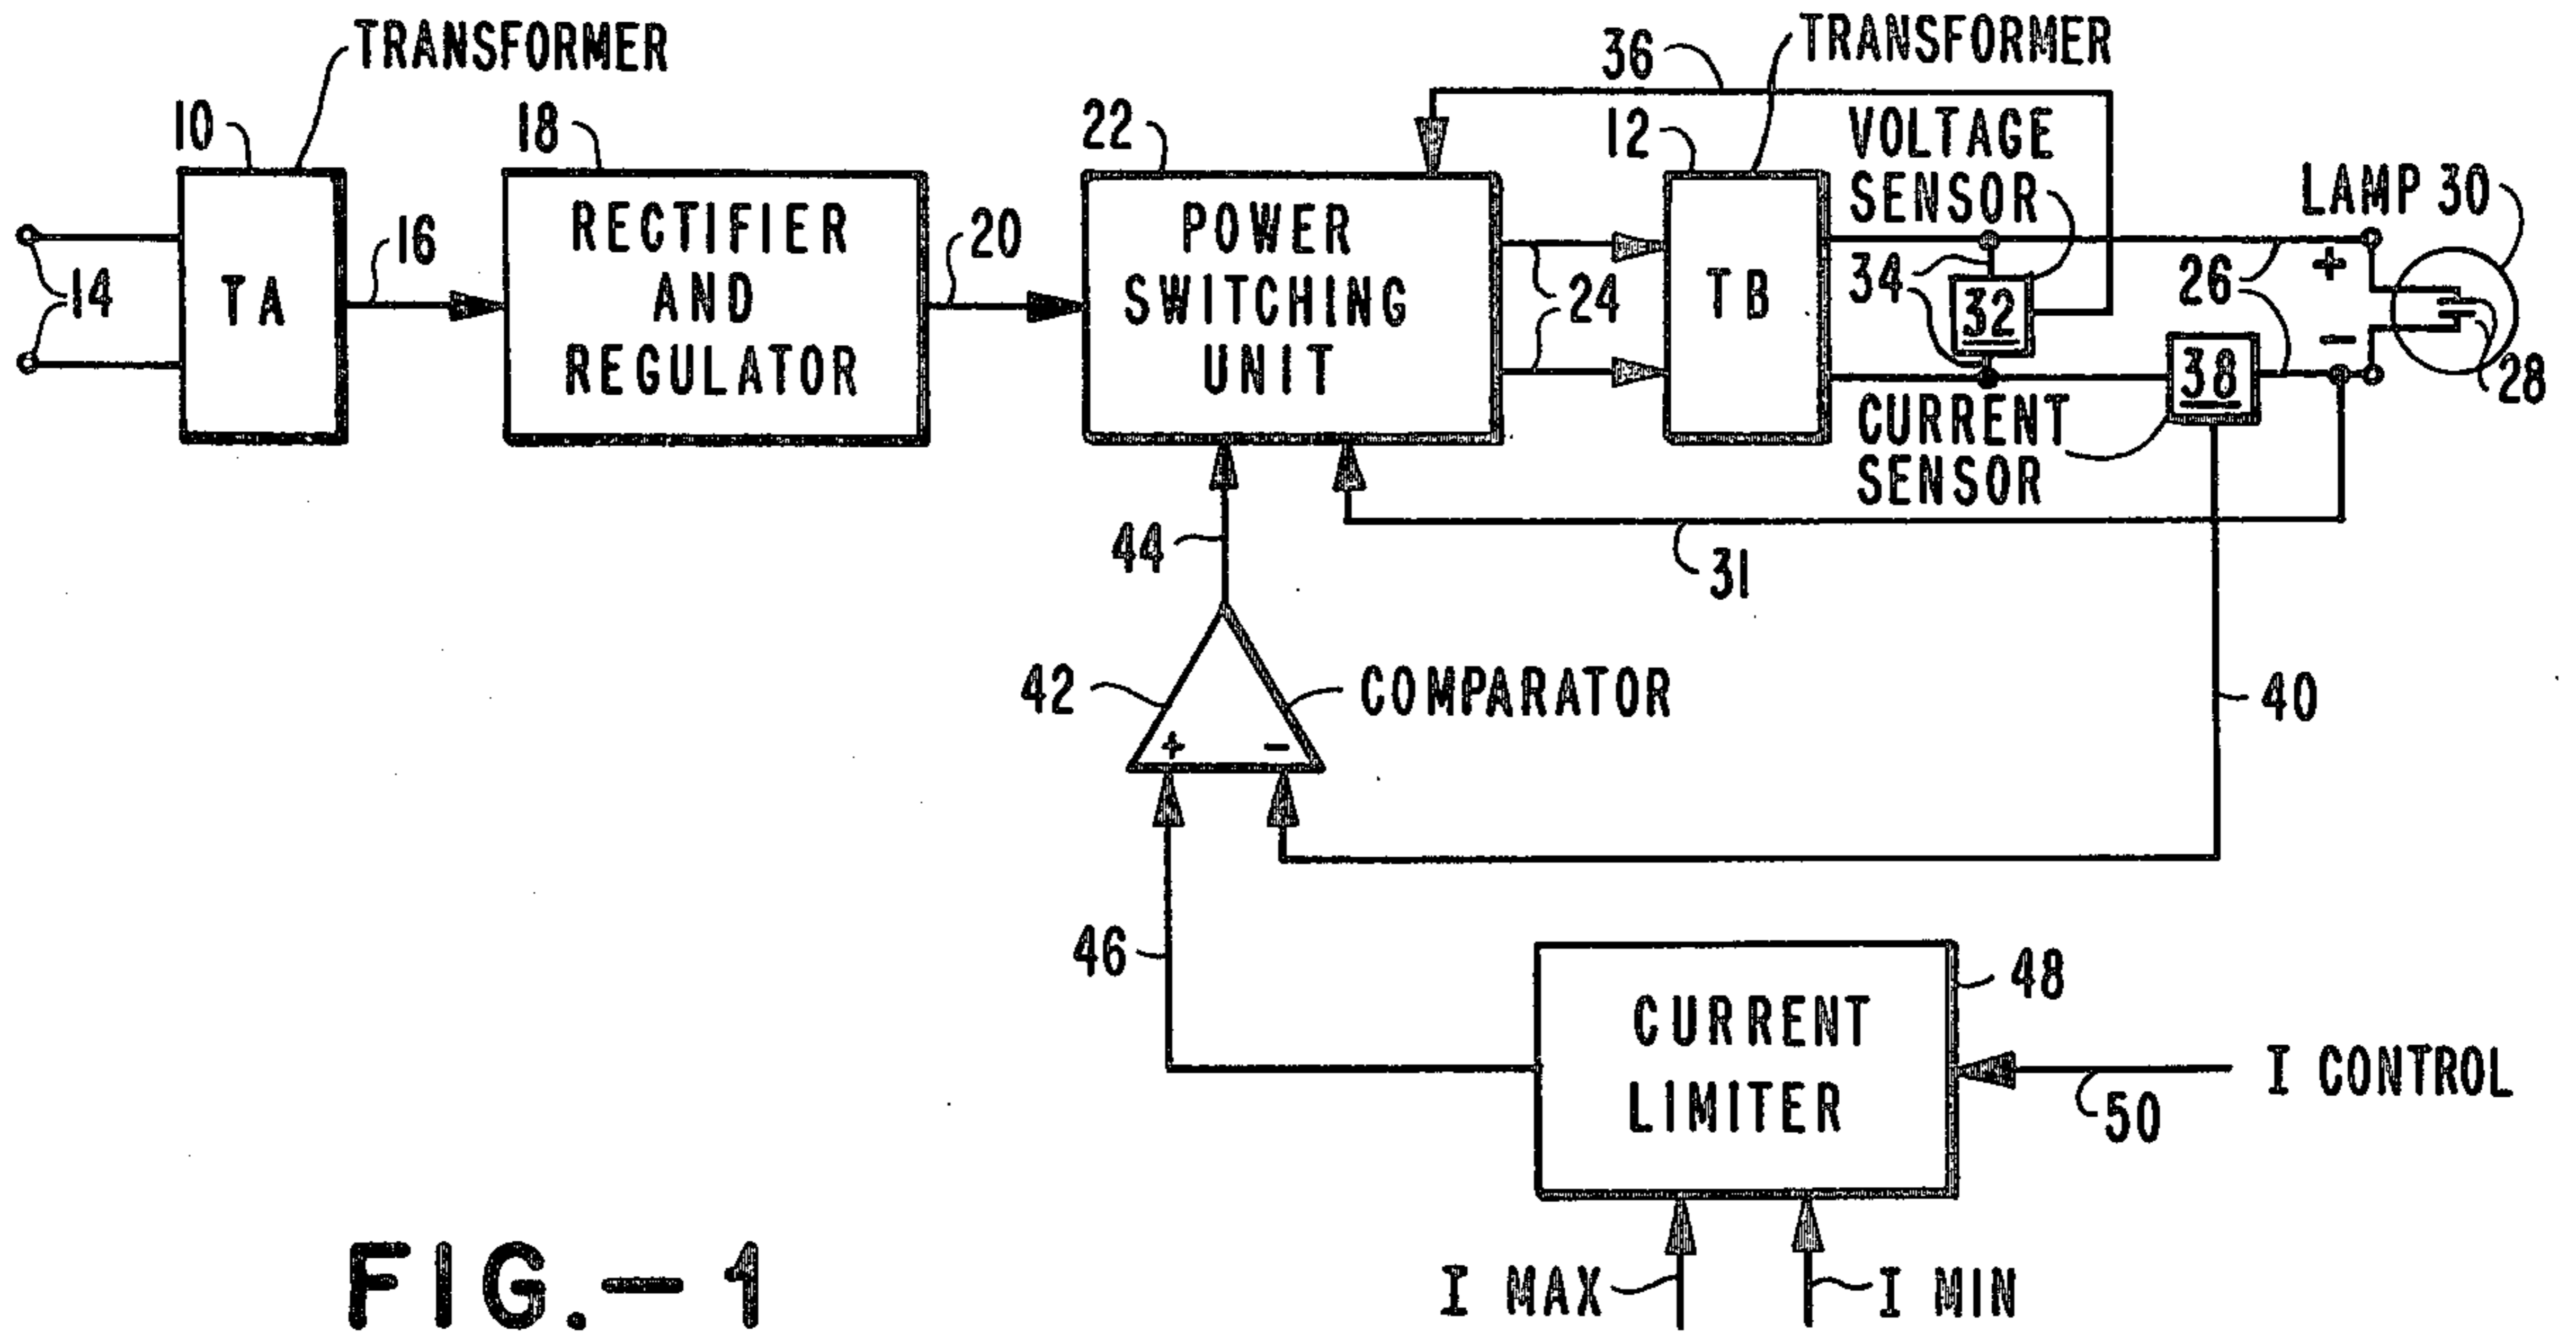 TRANSFORMER
36
TRANSFORMER
10
18
22
12
VOLTAGE
SENSOR
LAMP 30
14
TA
16
RECTIFIER
AND
REGULATOR
20
POWER
SWITCHING
UNIT
24
TB
34
32
26
+
-
38
28
CURRENT
SENSOR
44
31
42
+ -
COMPARATOR
40
46
CURRENT
LIMITER
48
I CONTROL
50
I MAX
I MIN
FIG.-1